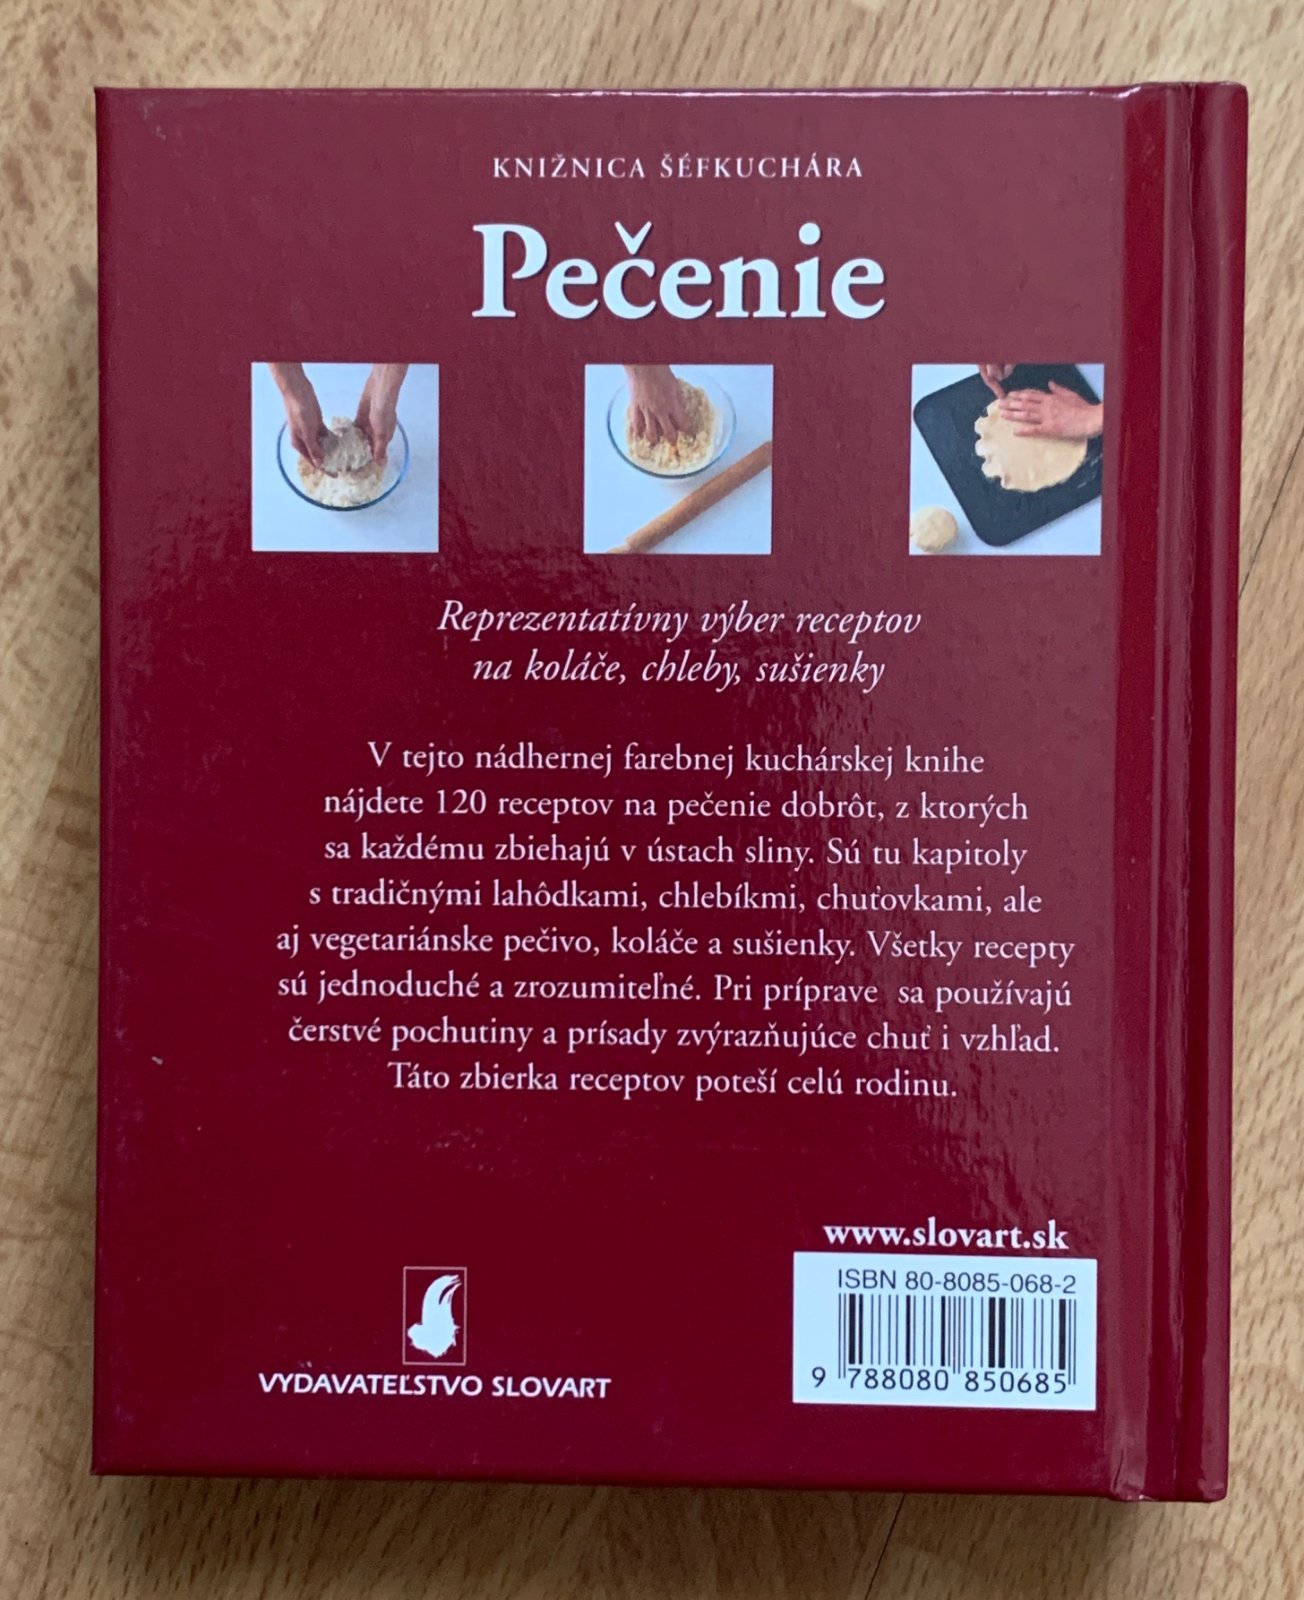 KNIŽNICA ŠÉFKUCHÁRA
Pečenie
Reprezentatívny výber receptov
na koláče, chleby, sušienky
V tejto nádhernej farebnej kuchárskej knihe
nájdete 120 receptov na pečenie dobrôt, z ktorých
sa každému zbiehajú v ústach sliny. Sú tu kapitoly
s tradičnými lahôdkami, chlebíkmi, chuťovkami, ale
aj vegetariánske pečivo, koláče a sušienky. Všetky recepty
sú jednoduché a zrozumiteľné. Pri príprave sa používajú
čerstvé pochutiny a prísady zvýrazňujúce chuť i vzhľad.
Táto zbierka receptov poteší celú rodinu.
www.slovart.sk
ISBN 80-8085-068-2
9 788080 850685
VYDAVATEĽSTVO SLOVART